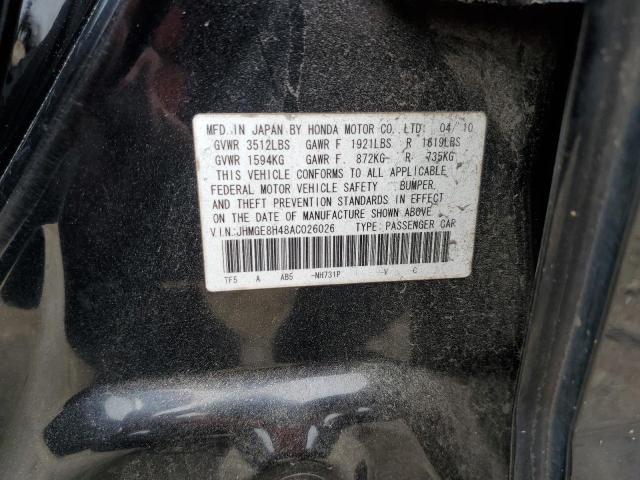 MFD. IN JAPAN BY HONDA MOTOR CO., LTD. 04/10
GVWR 3512LBS GAWR F 1921LBS R 1619LBS
GVWR 1594KG GAWR F. 872KG- R 735KG
THIS VEHICLE CONFORMS TO ALL APPLICABLE
FEDERAL MOTOR VEHICLE SAFETY, BUMPER,
AND THEFT PREVENTION STANDARDS IN EFFECT
ON THE DATE OF MANUFACTURE SHOWN ABOVE.
V.I.N.:JHMGE8H48AC026026 TYPE: PASSENGER CAR
TF5 A AB5 -NH731P --V C